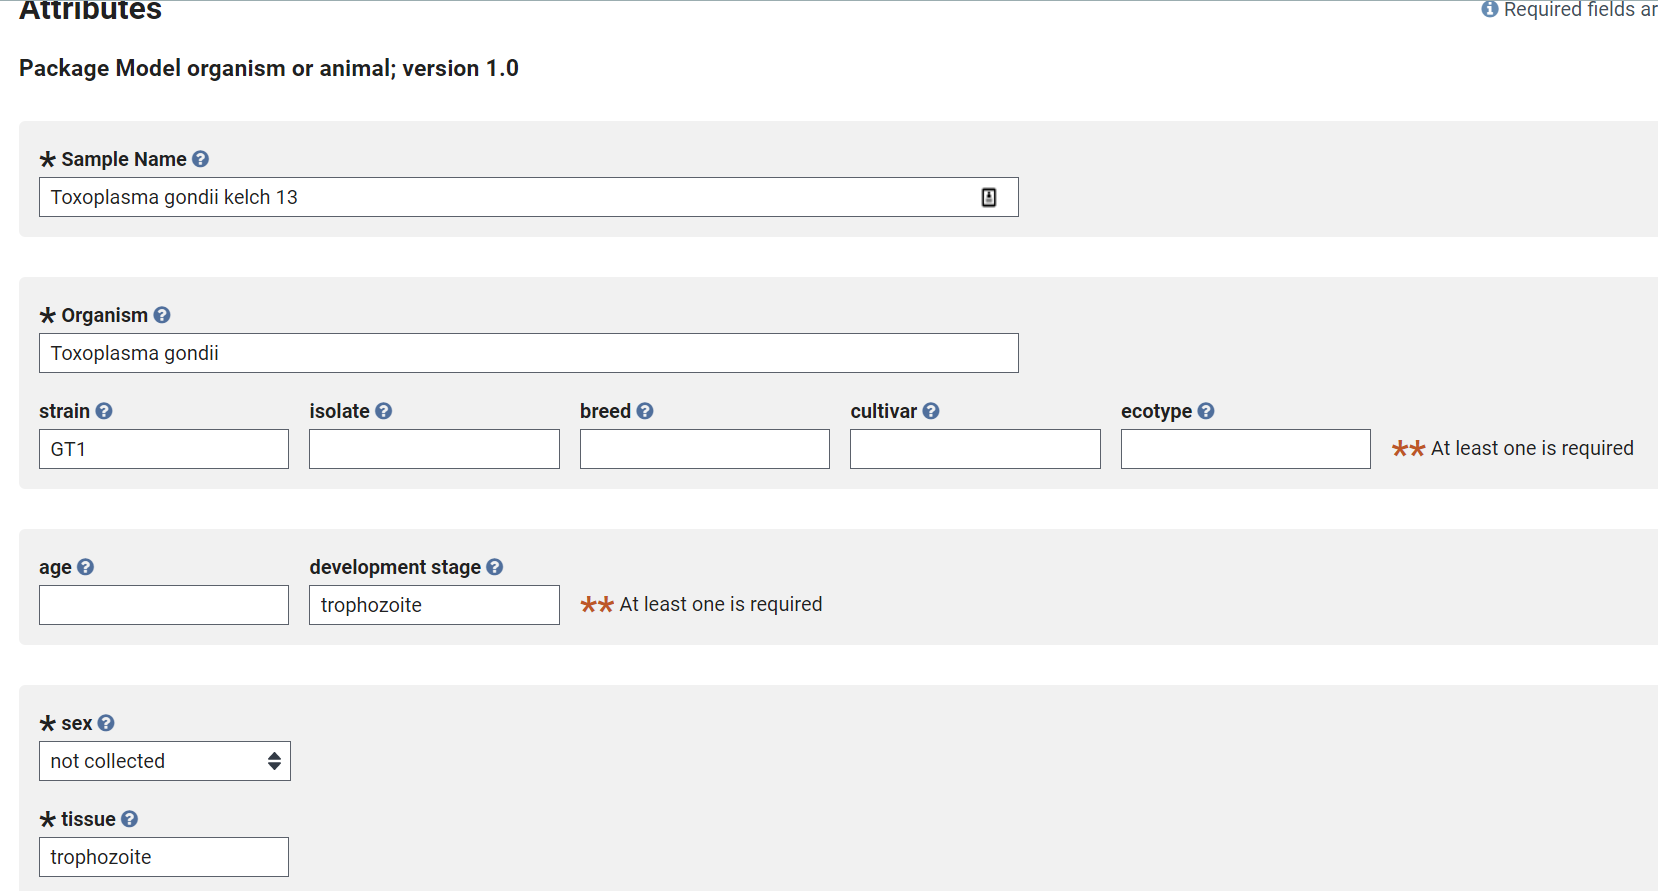 Attributes
Required fields ar
Package Model organism or animal; version 1.0
* Sample Name
Toxoplasma gondii kelch 13
* Organism
Toxoplasma gondii
strain isolate breed cultivar ecotype
GT1 ** At least one is required
age development stage
trophozoite ** At least one is required
* sex
not collected
* tissue
trophozoite